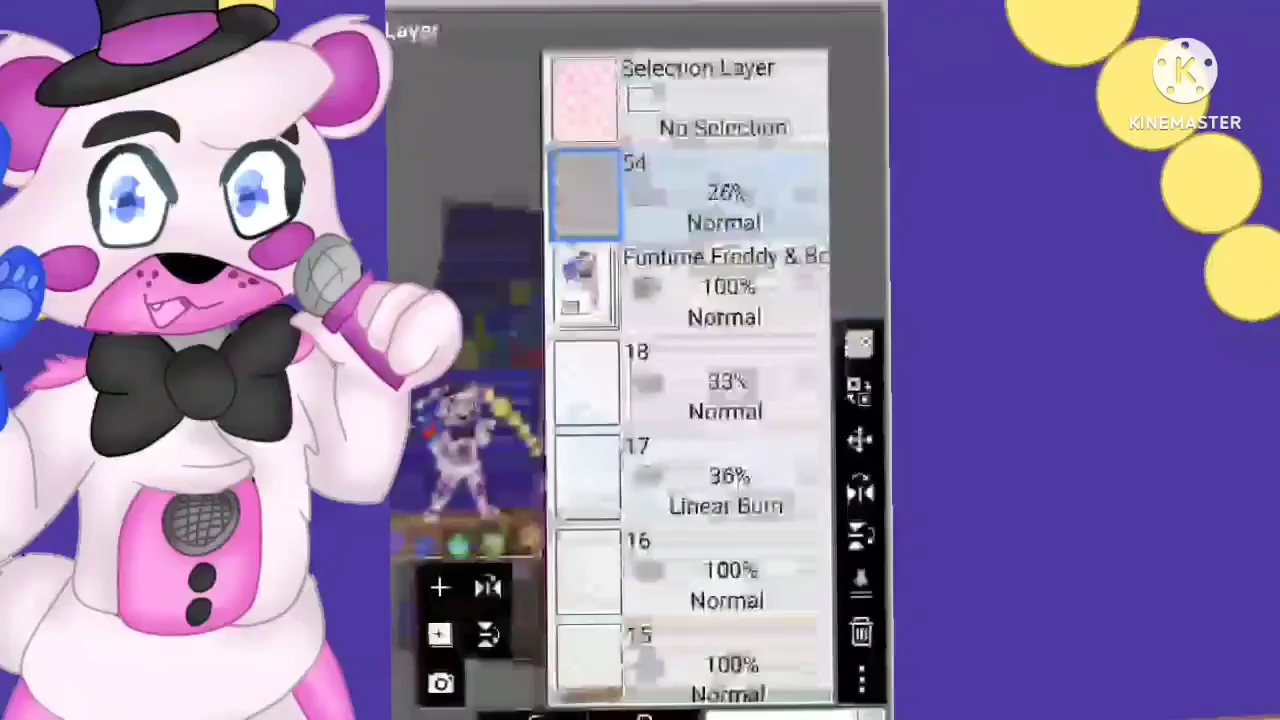 Layer
Selection Layer
No Selection
54
26%
Normal
Funtime Freddy & Bo
100%
Normal
18
33%
Normal
17
36%
Linear Burn
16
100%
Normal
15
100%
Normal
KINEMASTER